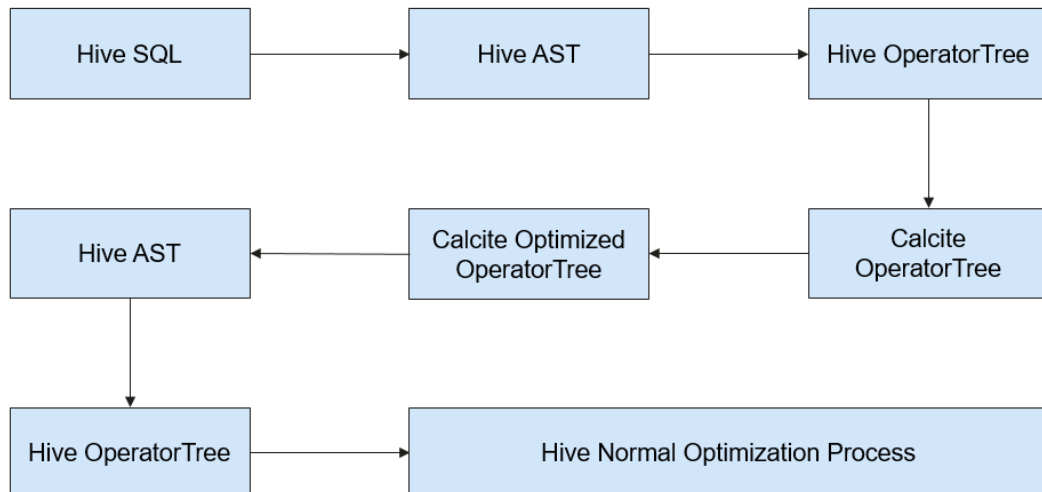 Hive SQL
Hive AST
Hive OperatorTree
Hive AST
Calcite Optimized
OperatorTree
Calcite
OperatorTree
Hive OperatorTree
Hive Normal Optimization Process